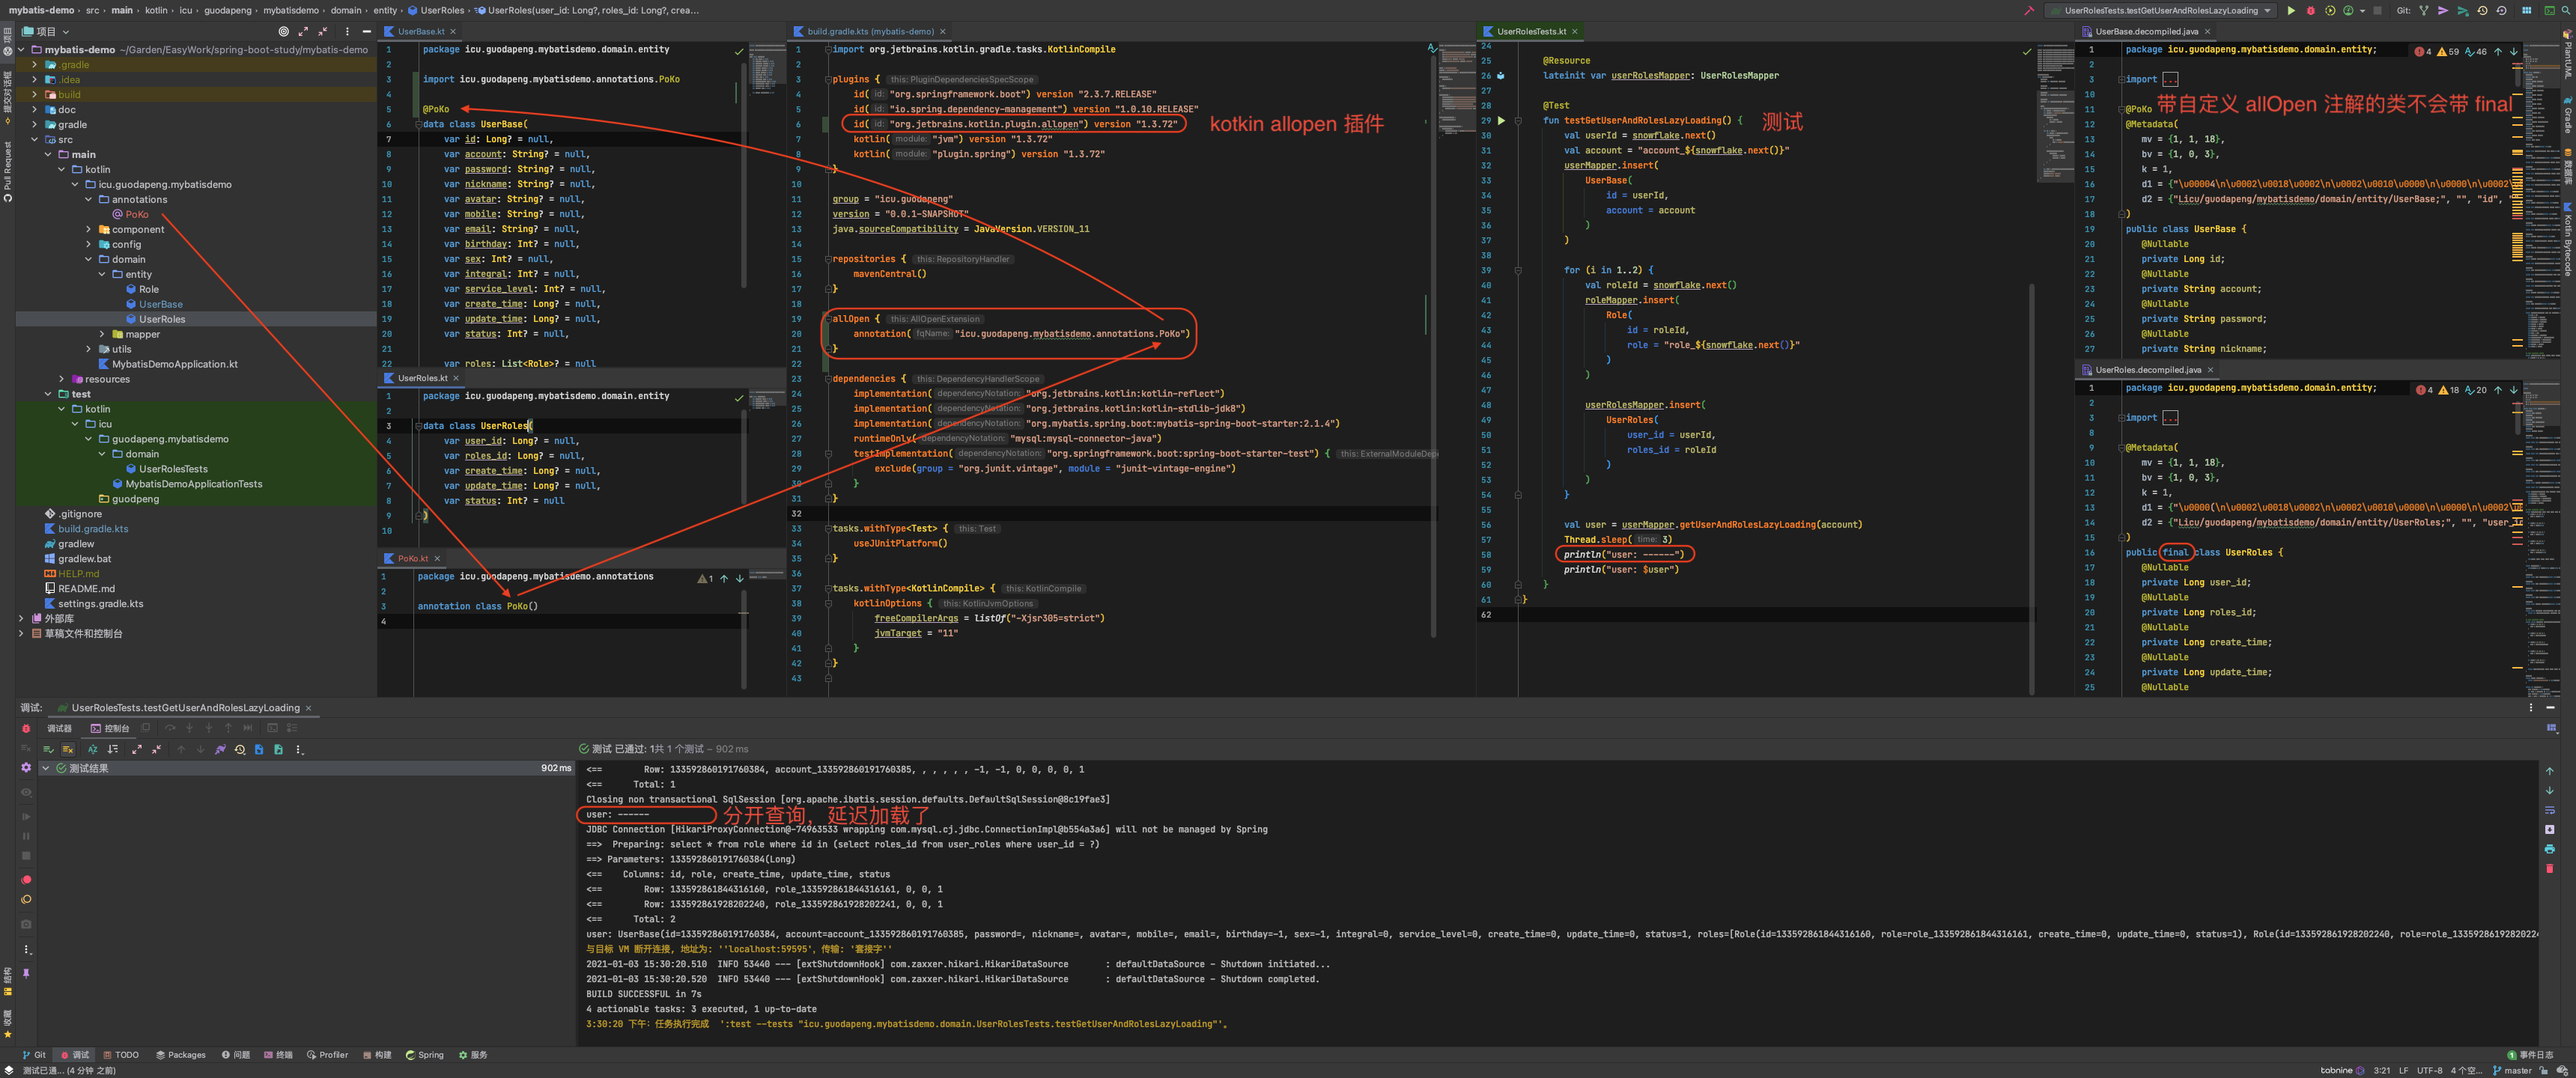 mybatis-demo › src › main › kotlin › icu › guodapeng › mybatisdemo › domain › entity › UserRoles › UserRoles(user_id: Long?, roles_id: Long?, crea…
UserRolesTests.testGetUserAndRolesLazyLoading
Git:
项目
mybatis-demo ~/Garden/EasyWork/spring-boot-study/mybatis-demo
.gradle
.idea
build
doc
gradle
src
main
kotlin
icu.guodapeng.mybatisdemo
annotations
PoKo
component
config
domain
entity
Role
UserBase
UserRoles
mapper
utils
MybatisDemoApplication.kt
resources
test
kotlin
icu
guodapeng.mybatisdemo
domain
UserRolesTests
MybatisDemoApplicationTests
guodpeng
.gitignore
build.gradle.kts
gradlew
gradlew.bat
HELP.md
README.md
settings.gradle.kts
外部库
草稿文件和控制台
项目
提交对话框
Pull Request
结构
收藏
UserBase.kt
1 package icu.guodapeng.mybatisdemo.domain.entity
2
3 import icu.guodapeng.mybatisdemo.annotations.PoKo
4
5 @PoKo
6 data class UserBase(
7 var id: Long? = null,
8 var account: String? = null,
9 var password: String? = null,
10 var nickname: String? = null,
11 var avatar: String? = null,
12 var mobile: String? = null,
13 var email: String? = null,
14 var birthday: Int? = null,
15 var sex: Int? = null,
16 var integral: Int? = null,
17 var service_level: Int? = null,
18 var create_time: Long? = null,
19 var update_time: Long? = null,
20 var status: Int? = null,
21
22 var roles: List<Role>? = null
UserRoles.kt
1 package icu.guodapeng.mybatisdemo.domain.entity
2
3 data class UserRoles(
4 var user_id: Long? = null,
5 var roles_id: Long? = null,
6 var create_time: Long? = null,
7 var update_time: Long? = null,
8 var status: Int? = null
9 )
10
PoKo.kt
1 package icu.guodapeng.mybatisdemo.annotations
1
2
3 annotation class PoKo()
4
build.gradle.kts (mybatis-demo)
1 import org.jetbrains.kotlin.gradle.tasks.KotlinCompile
2
3 plugins { this: PluginDependenciesSpecScope
4 id( id: "org.springframework.boot") version "2.3.7.RELEASE"
5 id( id: "io.spring.dependency-management") version "1.0.10.RELEASE"
6 id( id: "org.jetbrains.kotlin.plugin.allopen") version "1.3.72"
kotkin allopen 插件
7 kotlin( module: "jvm") version "1.3.72"
8 kotlin( module: "plugin.spring") version "1.3.72"
9 }
10
11 group = "icu.guodapeng"
12 version = "0.0.1-SNAPSHOT"
13 java.sourceCompatibility = JavaVersion.VERSION_11
14
15 repositories { this: RepositoryHandler
16 mavenCentral()
17 }
18
19 allOpen { this: AllOpenExtension
20 annotation( fqName: "icu.guodapeng.mybatisdemo.annotations.PoKo")
21 }
22
23 dependencies { this: DependencyHandlerScope
24 implementation( dependencyNotation: "org.jetbrains.kotlin:kotlin-reflect")
25 implementation( dependencyNotation: "org.jetbrains.kotlin:kotlin-stdlib-jdk8")
26 implementation( dependencyNotation: "org.mybatis.spring.boot:mybatis-spring-boot-starter:2.1.4")
27 runtimeOnly( dependencyNotation: "mysql:mysql-connector-java")
28 testImplementation( dependencyNotation: "org.springframework.boot:spring-boot-starter-test") { this: ExternalModuleDepe
29 exclude(group = "org.junit.vintage", module = "junit-vintage-engine")
30 }
31 }
32
33 tasks.withType<Test> { this: Test
34 useJUnitPlatform()
35 }
36
37 tasks.withType<KotlinCompile> { this: KotlinCompile
38 kotlinOptions { this: KotlinJvmOptions
39 freeCompilerArgs = listOf("-Xjsr305=strict")
40 jvmTarget = "11"
41 }
42 }
43
UserRolesTests.kt
24
25 @Resource
26 lateinit var userRolesMapper: UserRolesMapper
27
28 @Test
29 fun testGetUserAndRolesLazyLoading() {
测试
30 val userId = snowflake.next()
31 val account = "account_${snowflake.next()}"
32 userMapper.insert(
33 UserBase(
34 id = userId,
35 account = account
36 )
37 )
38
39 for (i in 1..2) {
40 val roleId = snowflake.next()
41 roleMapper.insert(
42 Role(
43 id = roleId,
44 role = "role_${snowflake.next()}"
45 )
46 )
47
48 userRolesMapper.insert(
49 UserRoles(
50 user_id = userId,
51 roles_id = roleId
52 )
53 )
54 }
55
56 val user = userMapper.getUserAndRolesLazyLoading(account)
57 Thread.sleep( time: 3)
58 println("user: ------")
59 println("user: $user")
60 }
61 }
62
UserBase.decompiled.java
1 package icu.guodapeng.mybatisdemo.domain.entity;
4 59 46
2
3 import ...
10
带自定义 allOpen 注解的类不会带 final
11 @PoKo
12 @Metadata(
13 mv = {1, 1, 18},
14 bv = {1, 0, 3},
15 k = 1,
16 d1 = {"\u00004\n\u0002\u0018\u0002\n\u0002\u0010\u0000\n\u0000\n\u0002
17 d2 = {"Licu/guodapeng/mybatisdemo/domain/entity/UserBase;", "", "id",
18 )
19 public class UserBase {
20 @Nullable
21 private Long id;
22 @Nullable
23 private String account;
24 @Nullable
25 private String password;
26 @Nullable
27 private String nickname;
UserRoles.decompiled.java
1 package icu.guodapeng.mybatisdemo.domain.entity;
4 18 20
2
3 import ...
8
9 @Metadata(
10 mv = {1, 1, 18},
11 bv = {1, 0, 3},
12 k = 1,
13 d1 = {"\u0000(\n\u0002\u0018\u0002\n\u0002\u0010\u0000\n\u0000\n\u0002
14 d2 = {"Licu/guodapeng/mybatisdemo/domain/entity/UserRoles;", "", "user_i
15 )
16 public final class UserRoles {
17 @Nullable
18 private Long user_id;
19 @Nullable
20 private Long roles_id;
21 @Nullable
22 private Long create_time;
23 @Nullable
24 private Long update_time;
25 @Nullable
PlantUML
Gradle
数据库
Kotlin Bytecode
调试: UserRolesTests.testGetUserAndRolesLazyLoading
调试器 控制台
测试 已通过: 1共 1 个测试 – 902 ms
测试结果 902 ms
<== Row: 133592860191760384, account_133592860191760385, , , , , , -1, -1, 0, 0, 0, 0, 1
<== Total: 1
Closing non transactional SqlSession [org.apache.ibatis.session.defaults.DefaultSqlSession@8c19fae3]
user: ------
分开查询，延迟加载了
JDBC Connection [HikariProxyConnection@-74963533 wrapping com.mysql.cj.jdbc.ConnectionImpl@b554a3a6] will not be managed by Spring
==> Preparing: select * from role where id in (select roles_id from user_roles where user_id = ?)
==> Parameters: 133592860191760384(Long)
<== Columns: id, role, create_time, update_time, status
<== Row: 133592861844316160, role_133592861844316161, 0, 0, 1
<== Row: 133592861928202240, role_133592861928202241, 0, 0, 1
<== Total: 2
user: UserBase(id=133592860191760384, account=account_133592860191760385, password=, nickname=, avatar=, mobile=, email=, birthday=-1, sex=-1, integral=0, service_level=0, create_time=0, update_time=0, status=1, roles=[Role(id=133592861844316160, role=role_133592861844316161, create_time=0, update_time=0, status=1), Role(id=133592861928202240, role=role_13359286192820224
与目标 VM 断开连接, 地址为: ''localhost:59595', 传输: '套接字''
2021-01-03 15:30:20.510 INFO 53440 --- [extShutdownHook] com.zaxxer.hikari.HikariDataSource : defaultDataSource - Shutdown initiated...
2021-01-03 15:30:20.520 INFO 53440 --- [extShutdownHook] com.zaxxer.hikari.HikariDataSource : defaultDataSource - Shutdown completed.
BUILD SUCCESSFUL in 7s
4 actionable tasks: 3 executed, 1 up-to-date
3:30:20 下午: 任务执行完成 ':test --tests "icu.guodapeng.mybatisdemo.domain.UserRolesTests.testGetUserAndRolesLazyLoading"'。
Git 调试 TODO Packages 问题 终端 Profiler 构建 Spring 服务
1 事件日志
测试已通... (4 分钟 之前)
tabnine 3:21 LF UTF-8 4 个空... master